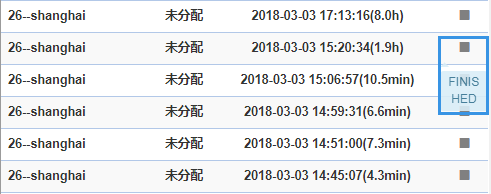 26--shanghai 未分配 2018-03-03 17:13:16(8.0h)
26--shanghai 未分配 2018-03-03 15:20:34(1.9h)
26--shanghai 未分配 2018-03-03 15:06:57(10.5min) FINIS
HED
26--shanghai 未分配 2018-03-03 14:59:31(6.6min)
26--shanghai 未分配 2018-03-03 14:51:00(7.3min)
26--shanghai 未分配 2018-03-03 14:45:07(4.3min)